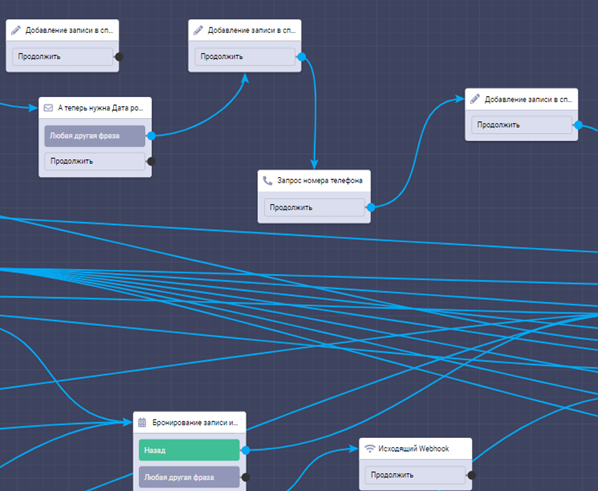 Добавление записи в сп...
Продолжить
Добавление записи в сп...
Продолжить
А теперь нужна Дата ро...
Любая другая фраза
Продолжить
Добавление записи в сп...
Продолжить
Запрос номера телефона
Продолжить
Бронирование записи и...
Назад
Любая другая фраза
Исходящий Webhook
Продолжить